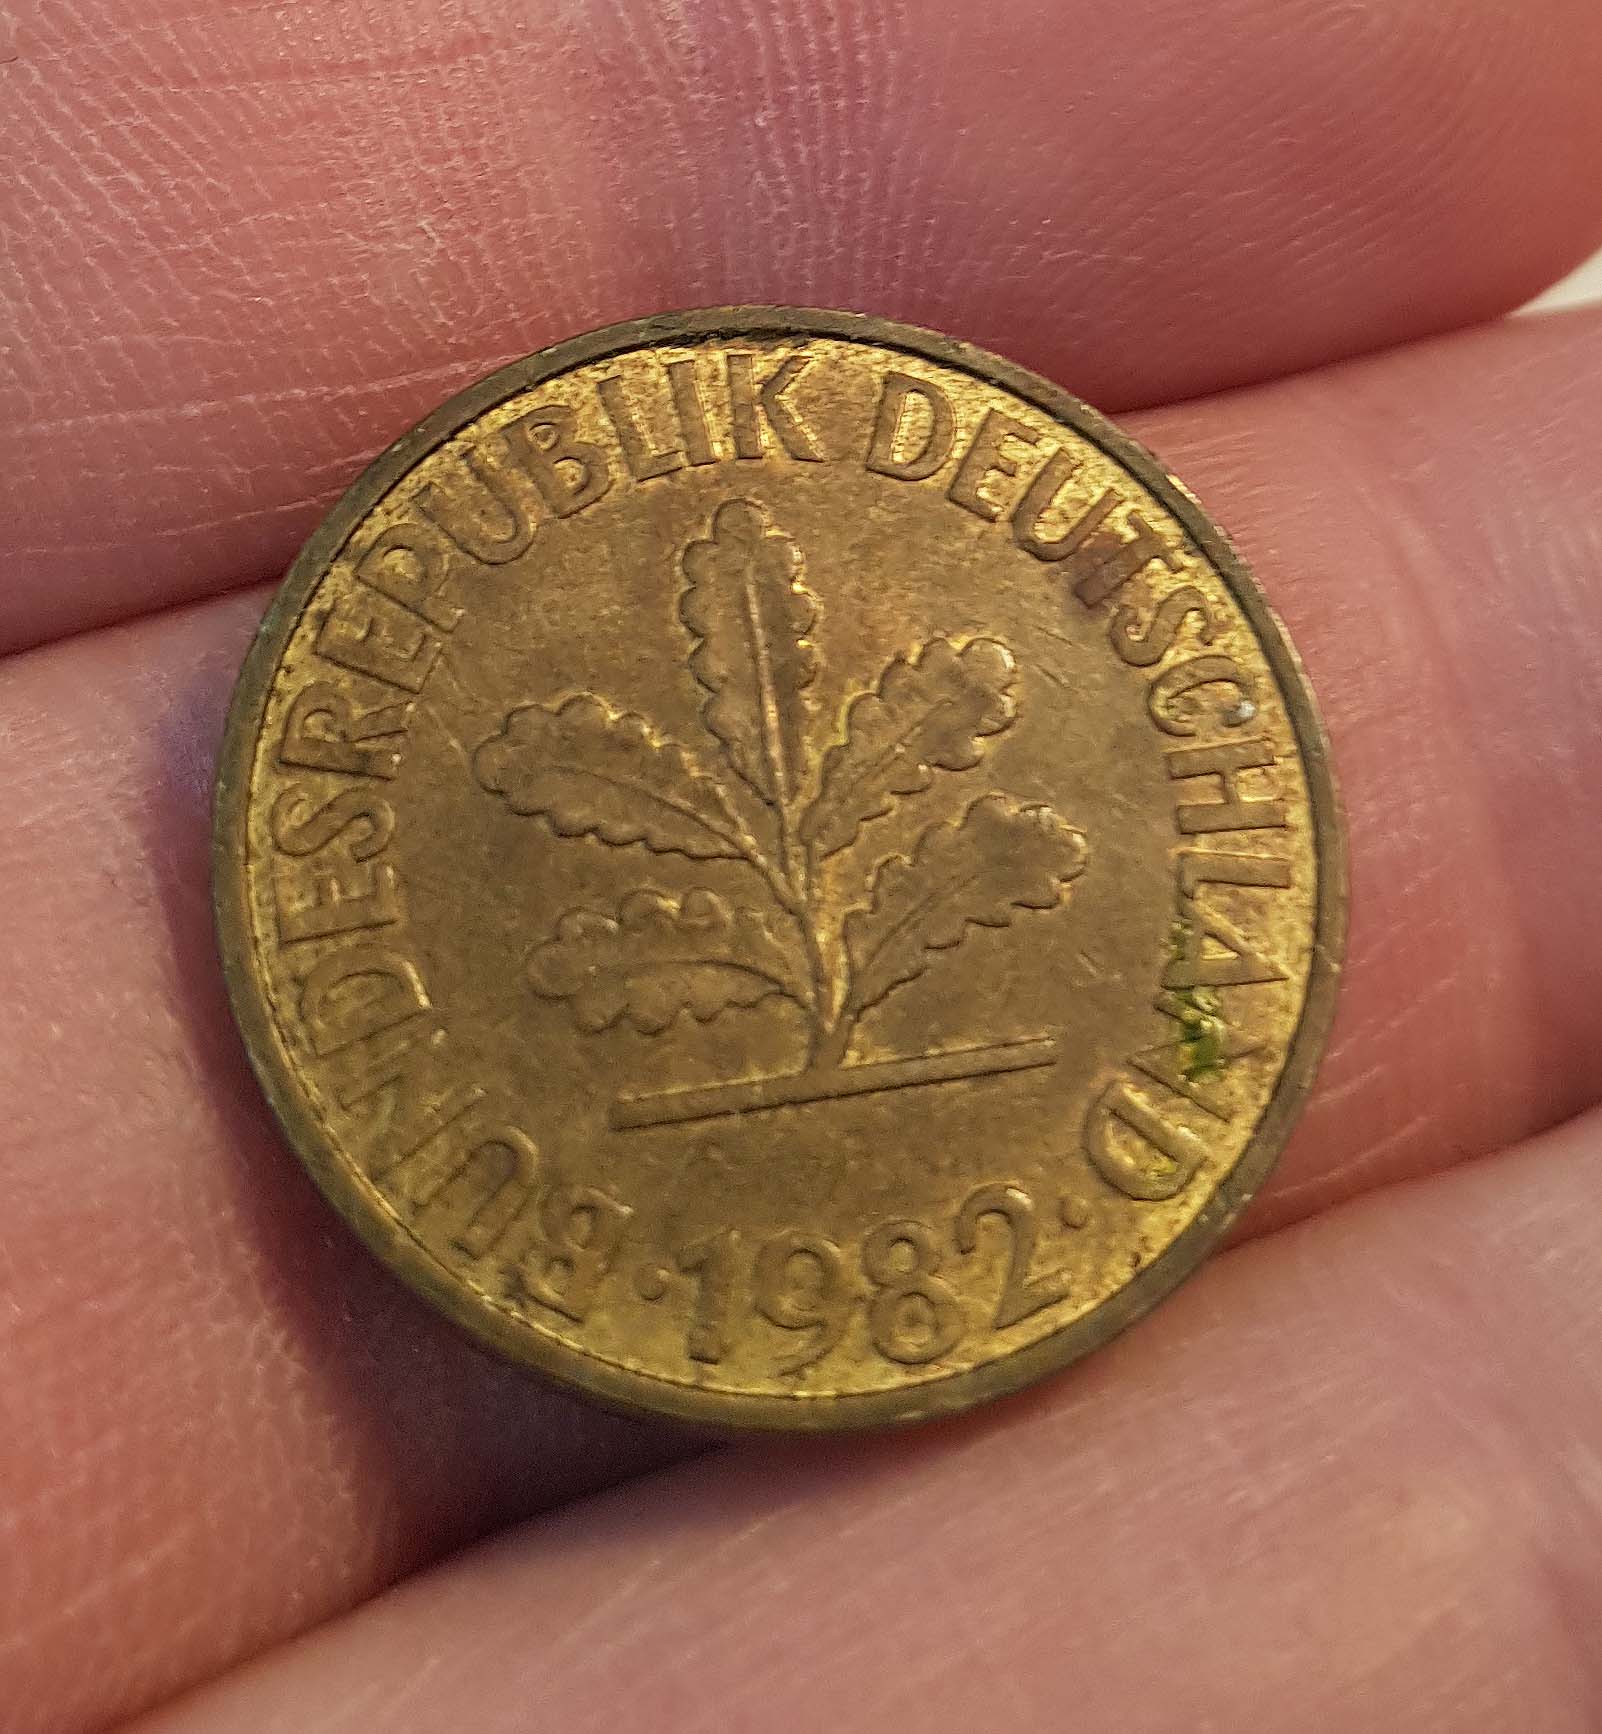 BUNDESREPUBLIK DEUTSCHLAND
· 1982 ·